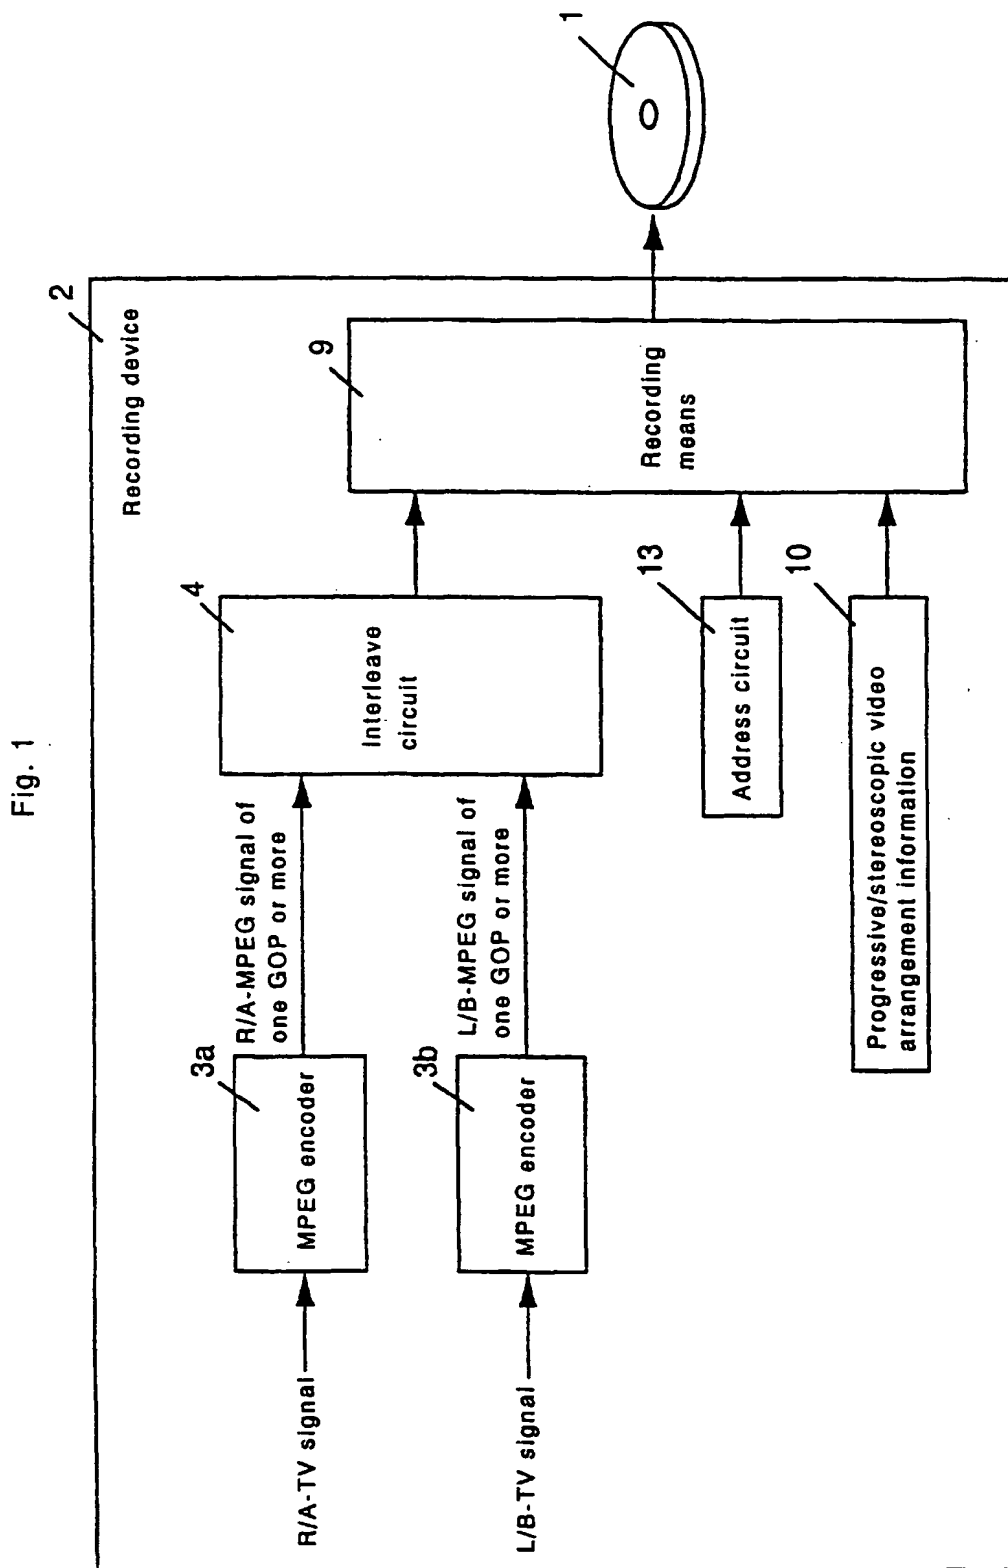 Fig. 1
2
Recording device
1
9
Recording
means
4
Interleave
circuit
13
Address circuit
10
Progressive/stereoscopic video
arrangement information
R/A-MPEG signal of
one GOP or more
L/B-MPEG signal of
one GOP or more
3a
MPEG encoder
3b
MPEG encoder
R/A-TV signal
L/B-TV signal